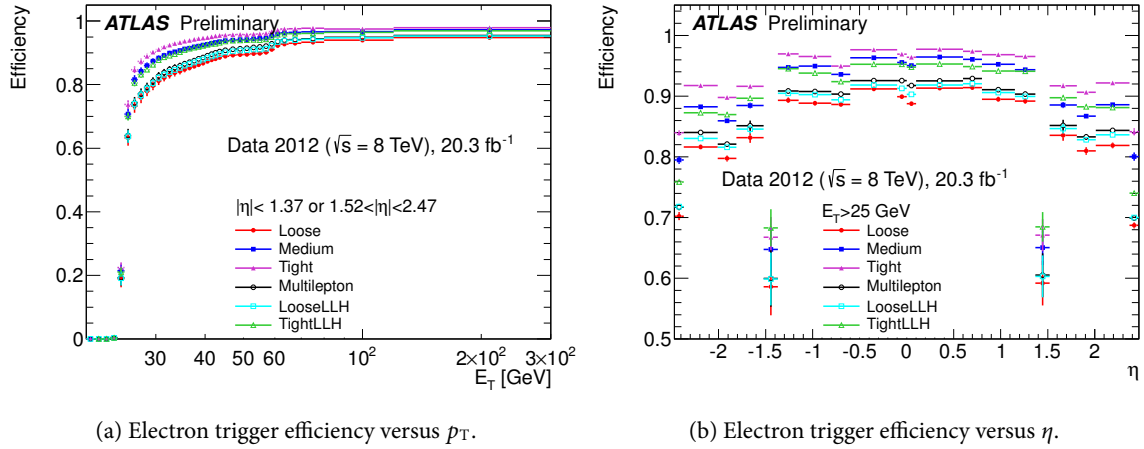 ATLAS Preliminary
Efficiency
1
0.8
0.6
0.4
0.2
0
Data 2012 (√s = 8 TeV), 20.3 fb⁻¹
|η|< 1.37 or 1.52<|η|<2.47
Loose
Medium
Tight
Multilepton
LooseLLH
TightLLH
30 40 50 60 10² 2×10² 3×10²
E_T [GeV]
(a) Electron trigger efficiency versus p_T.
ATLAS Preliminary
Efficiency
1
0.9
0.8
0.7
0.6
0.5
Data 2012 (√s = 8 TeV), 20.3 fb⁻¹
E_T>25 GeV
Loose
Medium
Tight
Multilepton
LooseLLH
TightLLH
-2 -1.5 -1 -0.5 0 0.5 1 1.5 2
η
(b) Electron trigger efficiency versus η.